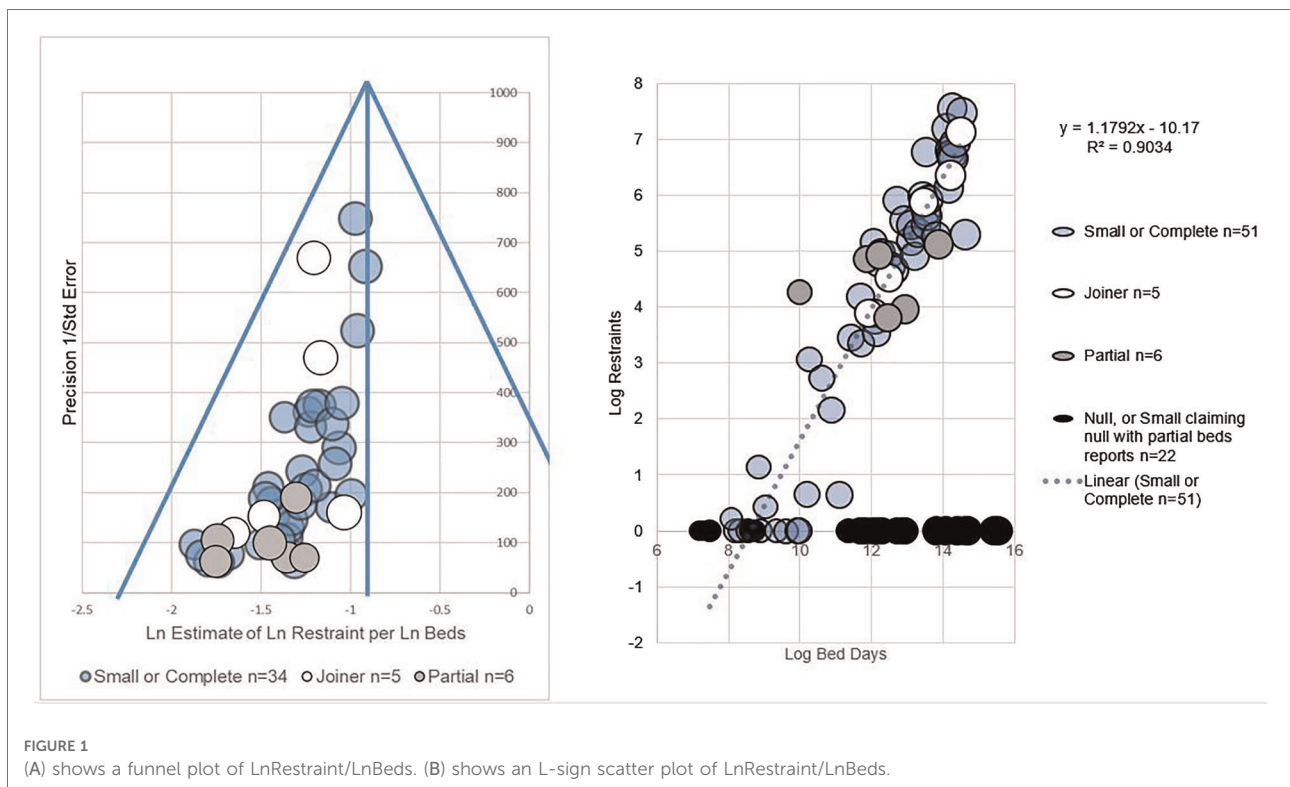 1000
900
800
700
600
500
400
300
200
100
0
Precision 1/Std Error
-2.5
-2
-1.5
-1
-0.5
0
Ln Estimate of Ln Restraint per Ln Beds
Small or Complete n=34 Joiner n=5 Partial n=6
8
7
6
5
4
3
2
1
0
-1
-2
Log Restraints
6
8
10
12
14
16
Log Bed Days
y = 1.1792x - 10.17
R² = 0.9034
Small or Complete n=51
Joiner n=5
Partial n=6
Null, or Small claiming
null with partial beds
reports n=22
Linear (Small or
Complete n=51)
FIGURE 1
(A) shows a funnel plot of LnRestraint/LnBeds. (B) shows an L-sign scatter plot of LnRestraint/LnBeds.